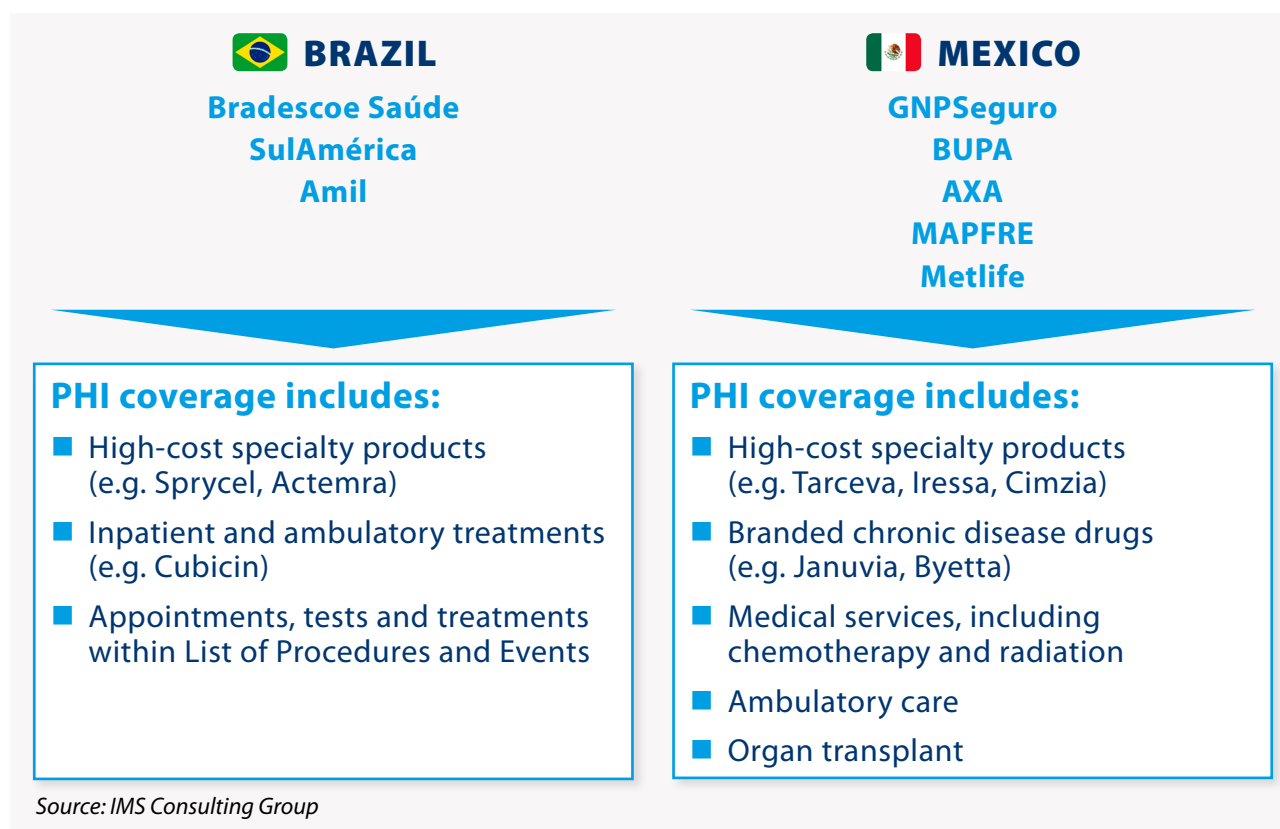 BRAZIL
Bradescoe Saúde
SulAmérica
Amil
PHI coverage includes:
High-cost specialty products
(e.g. Sprycel, Actemra)
Inpatient and ambulatory treatments
(e.g. Cubicin)
Appointments, tests and treatments
within List of Procedures and Events
MEXICO
GNPSeguro
BUPA
AXA
MAPFRE
Metlife
PHI coverage includes:
High-cost specialty products
(e.g. Tarceva, Iressa, Cimzia)
Branded chronic disease drugs
(e.g. Januvia, Byetta)
Medical services, including
chemotherapy and radiation
Ambulatory care
Organ transplant
Source: IMS Consulting Group